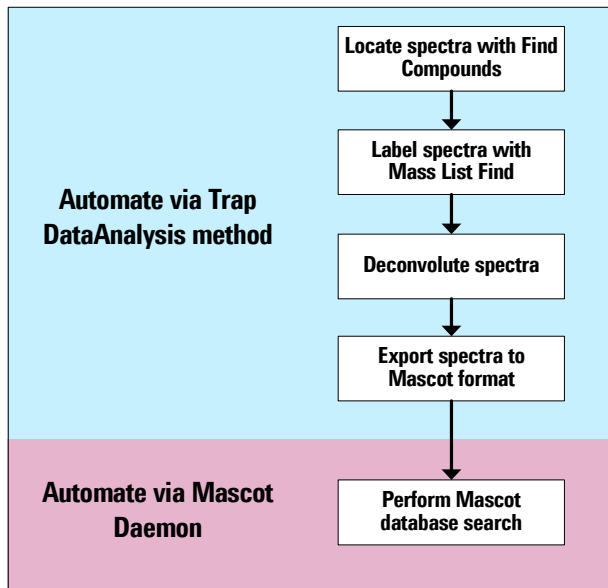 Locate spectra with Find
Compounds
Label spectra with
Mass List Find
Automate via Trap
DataAnalysis method
Deconvolute spectra
Export spectra to
Mascot format
Automate via Mascot
Daemon
Perform Mascot
database search